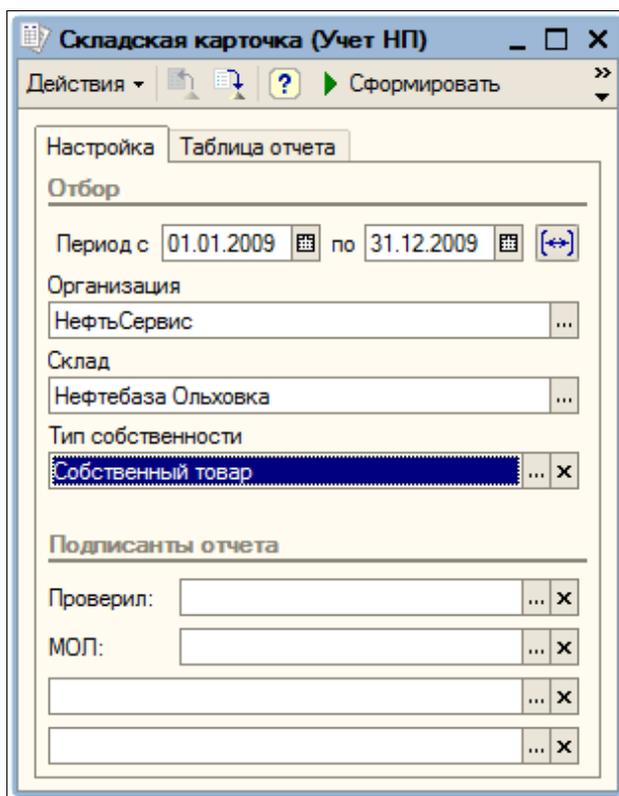 Складская карточка (Учет НП)
Действия Сформировать
Настройка Таблица отчета
Отбор
Период с 01.01.2009 по 31.12.2009
Организация
НефтьСервис ...
Склад
Нефтебаза Ольховка ...
Тип собственности
Собственный товар ... x
Подписанты отчета
Проверил: ... x
МОЛ: ... x
... x
... x